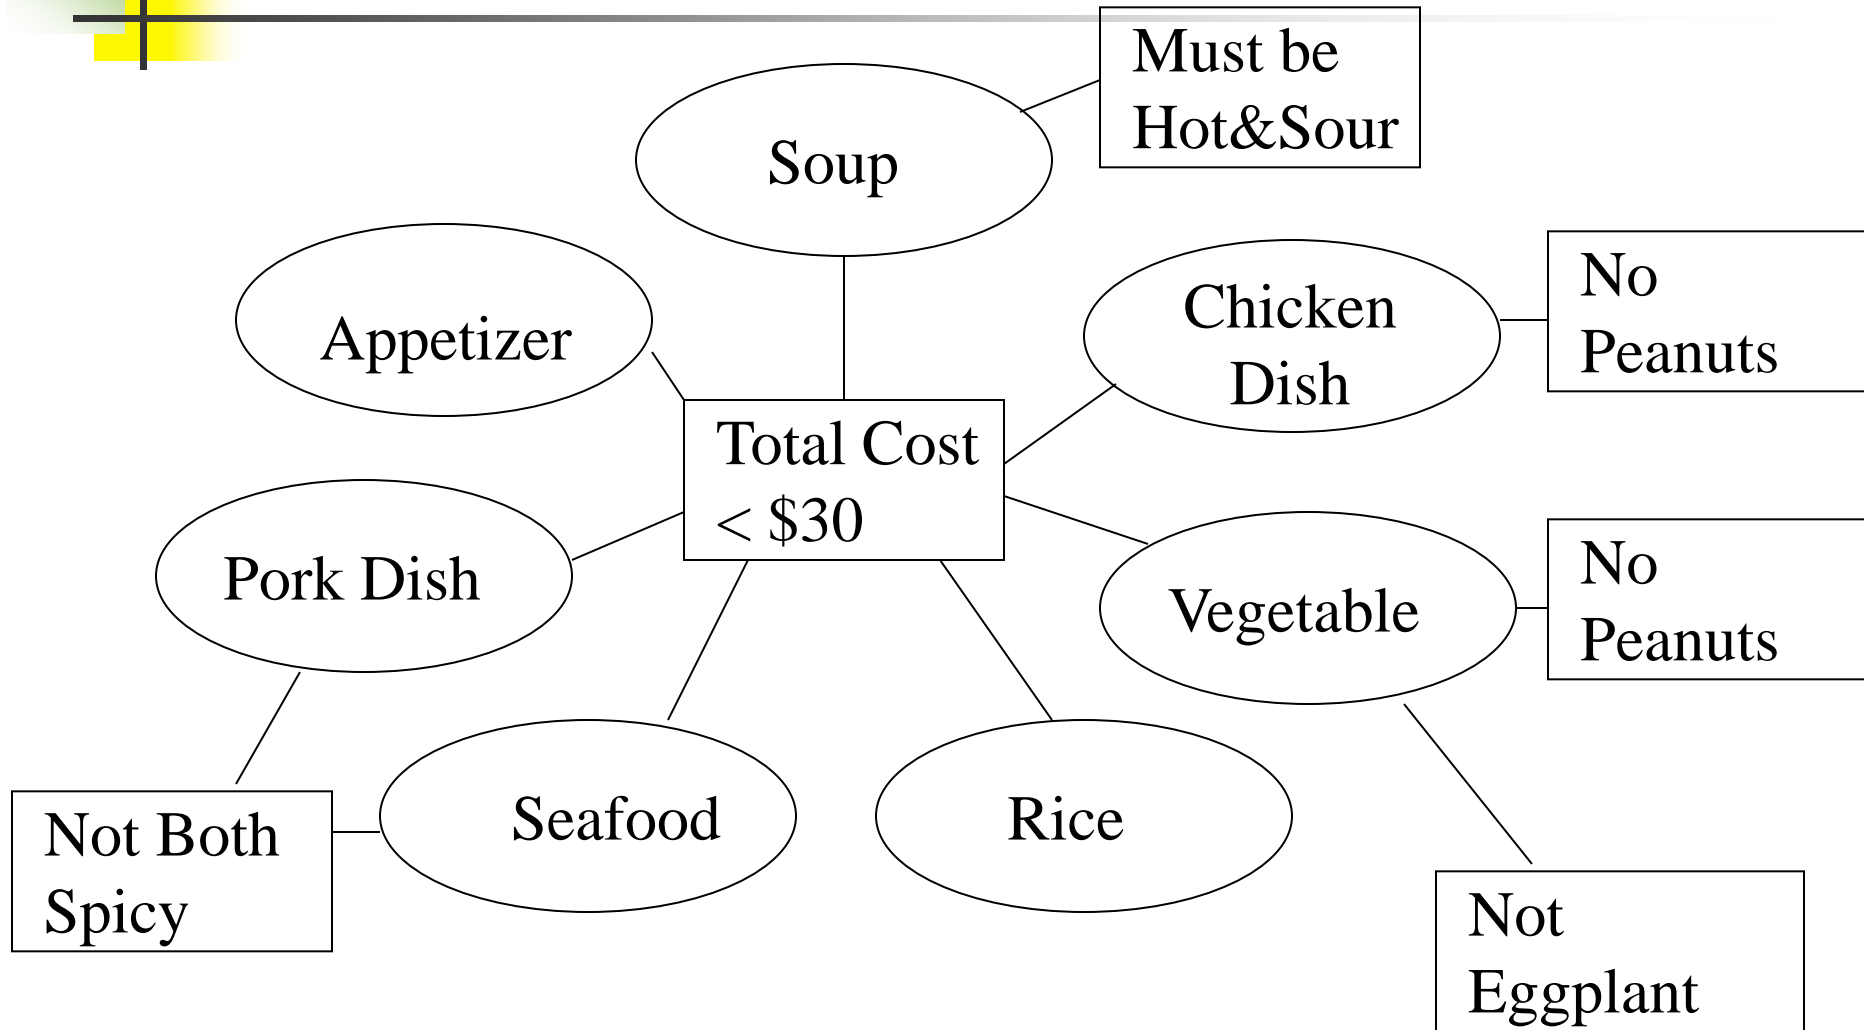 Must be
Hot&Sour
Soup
Appetizer
Chicken
Dish
No
Peanuts
Total Cost
< $30
Pork Dish
Vegetable
No
Peanuts
Not Both
Spicy
Seafood
Rice
Not
Eggplant